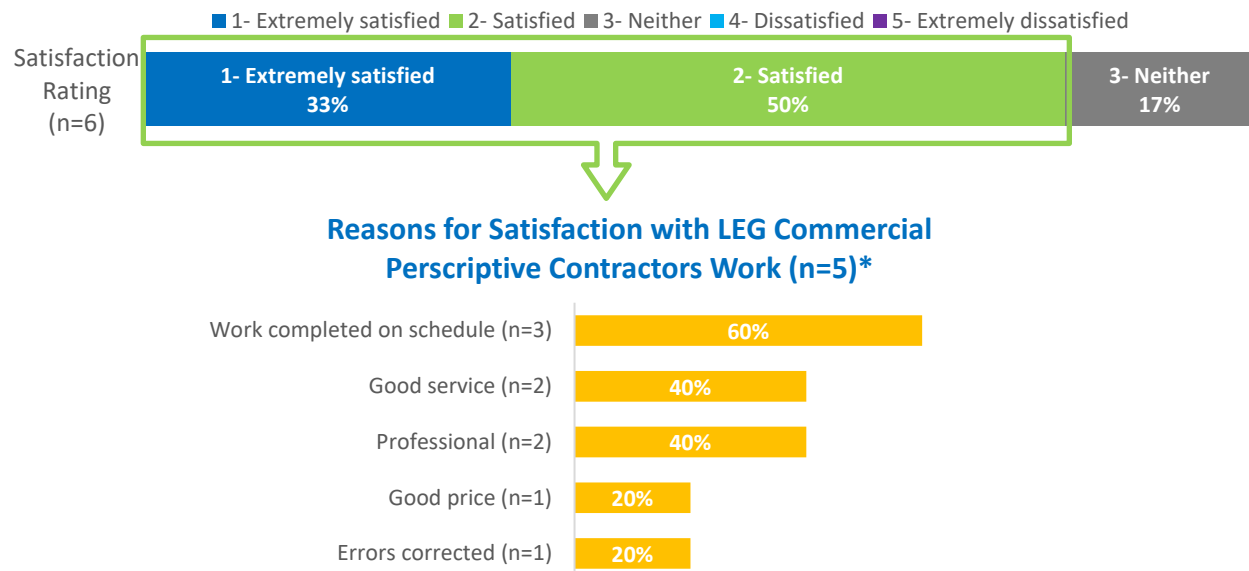 1- Extremely satisfied 2- Satisfied 3- Neither 4- Dissatisfied 5- Extremely dissatisfied
Satisfaction
Rating
(n=6)
1- Extremely satisfied
33%
2- Satisfied
50%
3- Neither
17%
Reasons for Satisfaction with LEG Commercial
Perscriptive Contractors Work (n=5)*
Work completed on schedule (n=3) 60%
Good service (n=2) 40%
Professional (n=2) 40%
Good price (n=1) 20%
Errors corrected (n=1) 20%